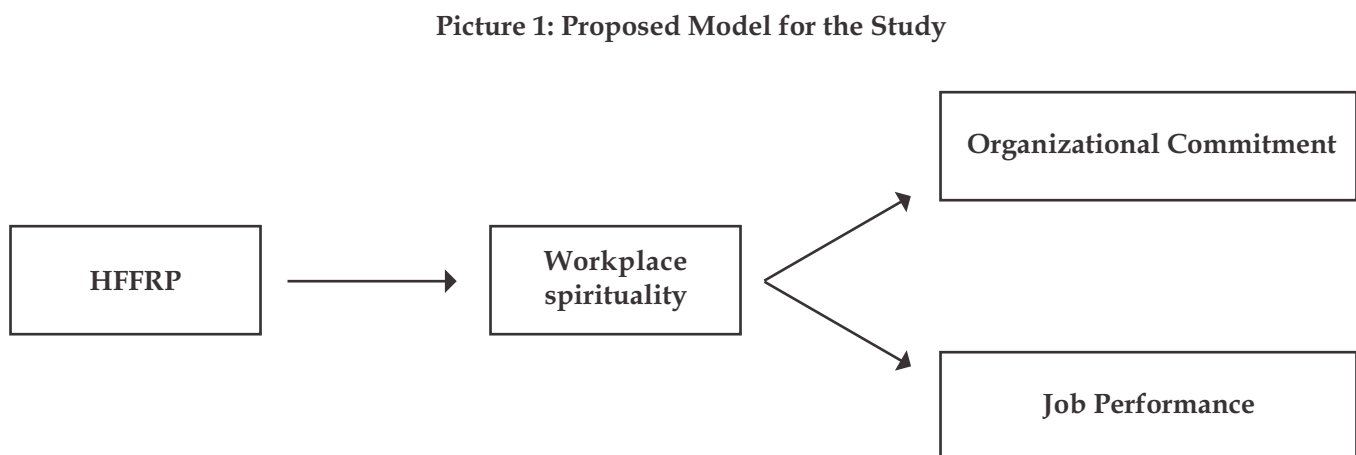 Picture 1: Proposed Model for the Study
Organizational Commitment
HFFRP
Workplace
spirituality
Job Performance